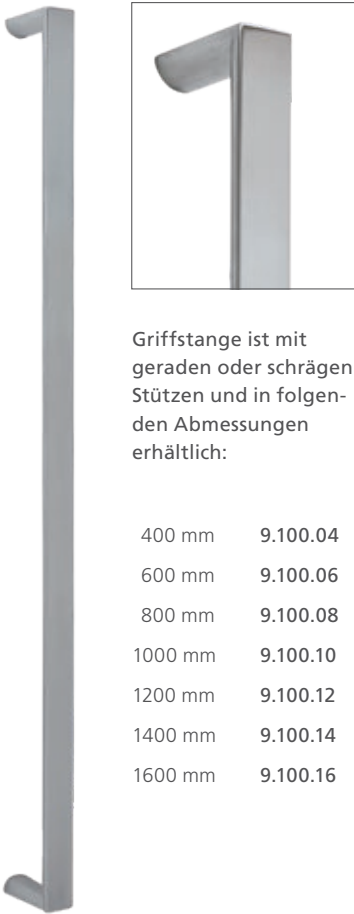 Griffstange ist mit
geraden oder schrägen
Stützen und in folgen-
den Abmessungen
erhältlich:
400 mm 9.100.04
600 mm 9.100.06
800 mm 9.100.08
1000 mm 9.100.10
1200 mm 9.100.12
1400 mm 9.100.14
1600 mm 9.100.16